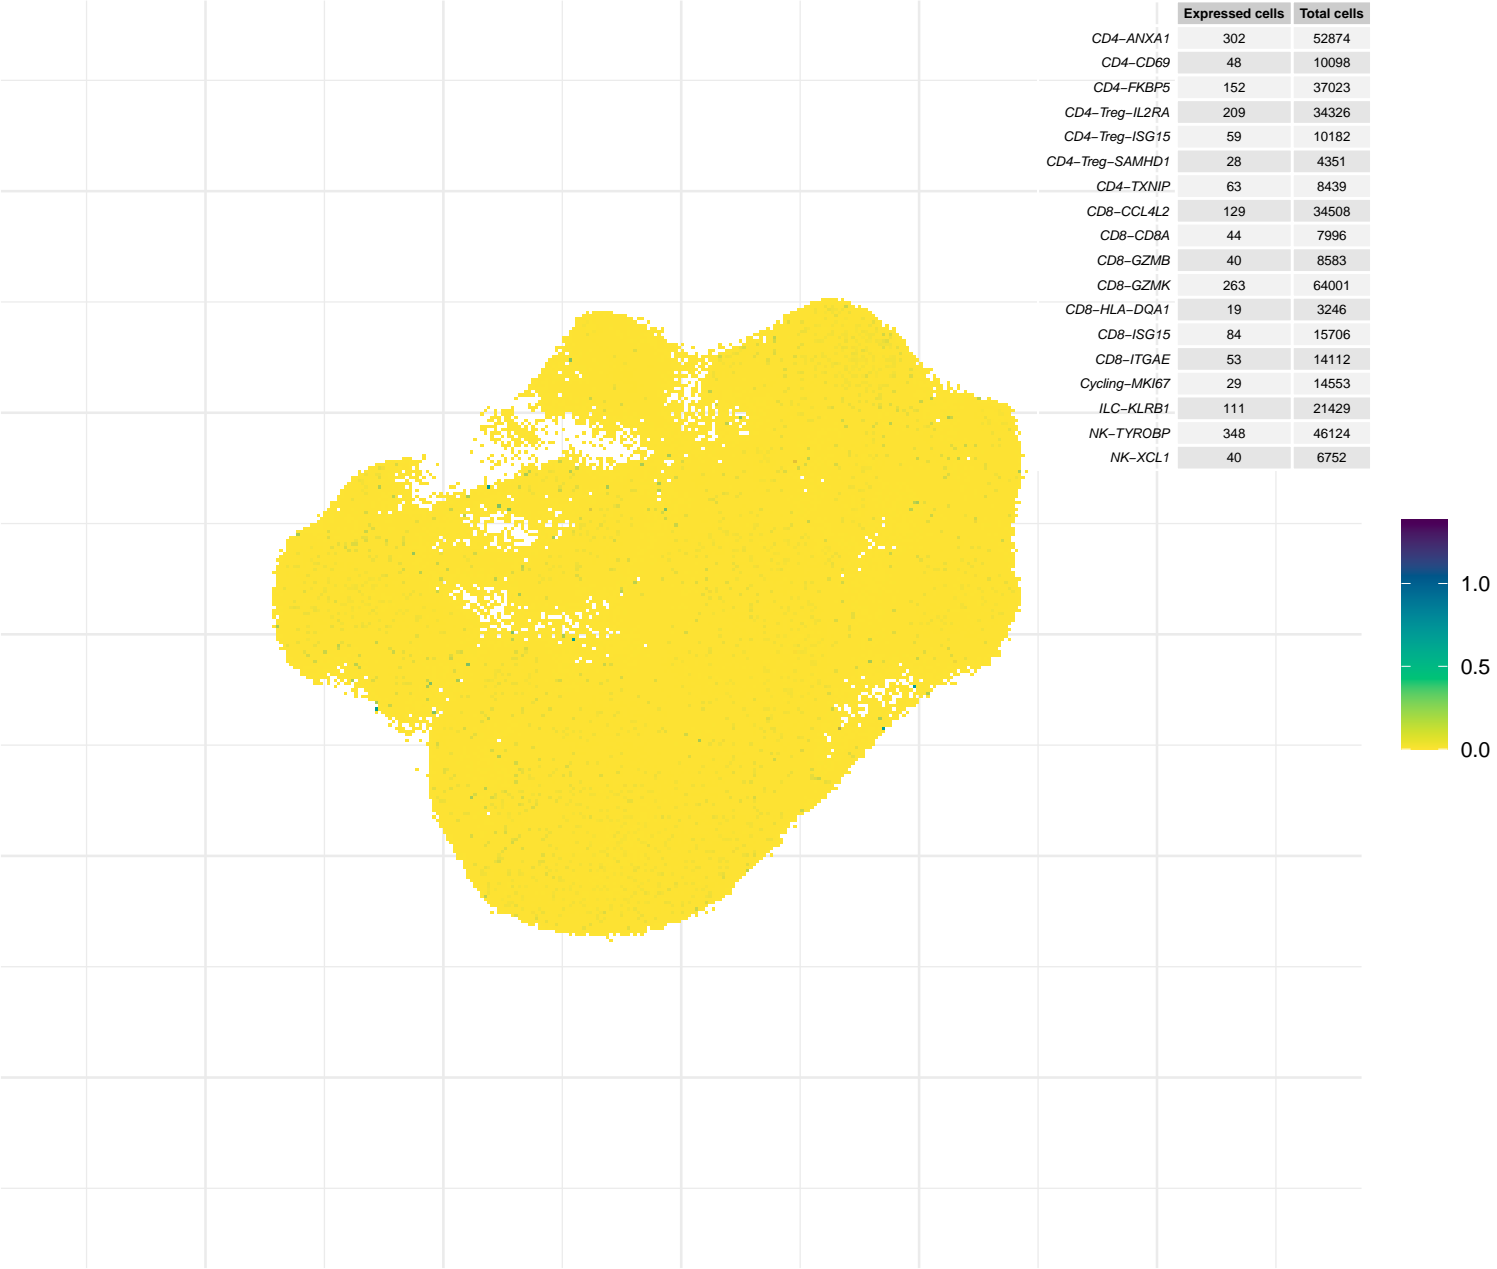 Expressed cells Total cells
CD4−ANXA1 302 52874
CD4−CD69 48 10098
CD4−FKBP5 152 37023
CD4−Treg−IL2RA 209 34326
CD4−Treg−ISG15 59 10182
CD4−Treg−SAMHD1 28 4351
CD4−TXNIP 63 8439
CD8−CCL4L2 129 34508
CD8−CD8A 44 7996
CD8−GZMB 40 8583
CD8−GZMK 263 64001
CD8−HLA−DQA1 19 3246
CD8−ISG15 84 15706
CD8−ITGAE 53 14112
Cycling−MKI67 29 14553
ILC−KLRB1 111 21429
NK−TYROBP 348 46124
NK−XCL1 40 6752
1.0
0.5
0.0